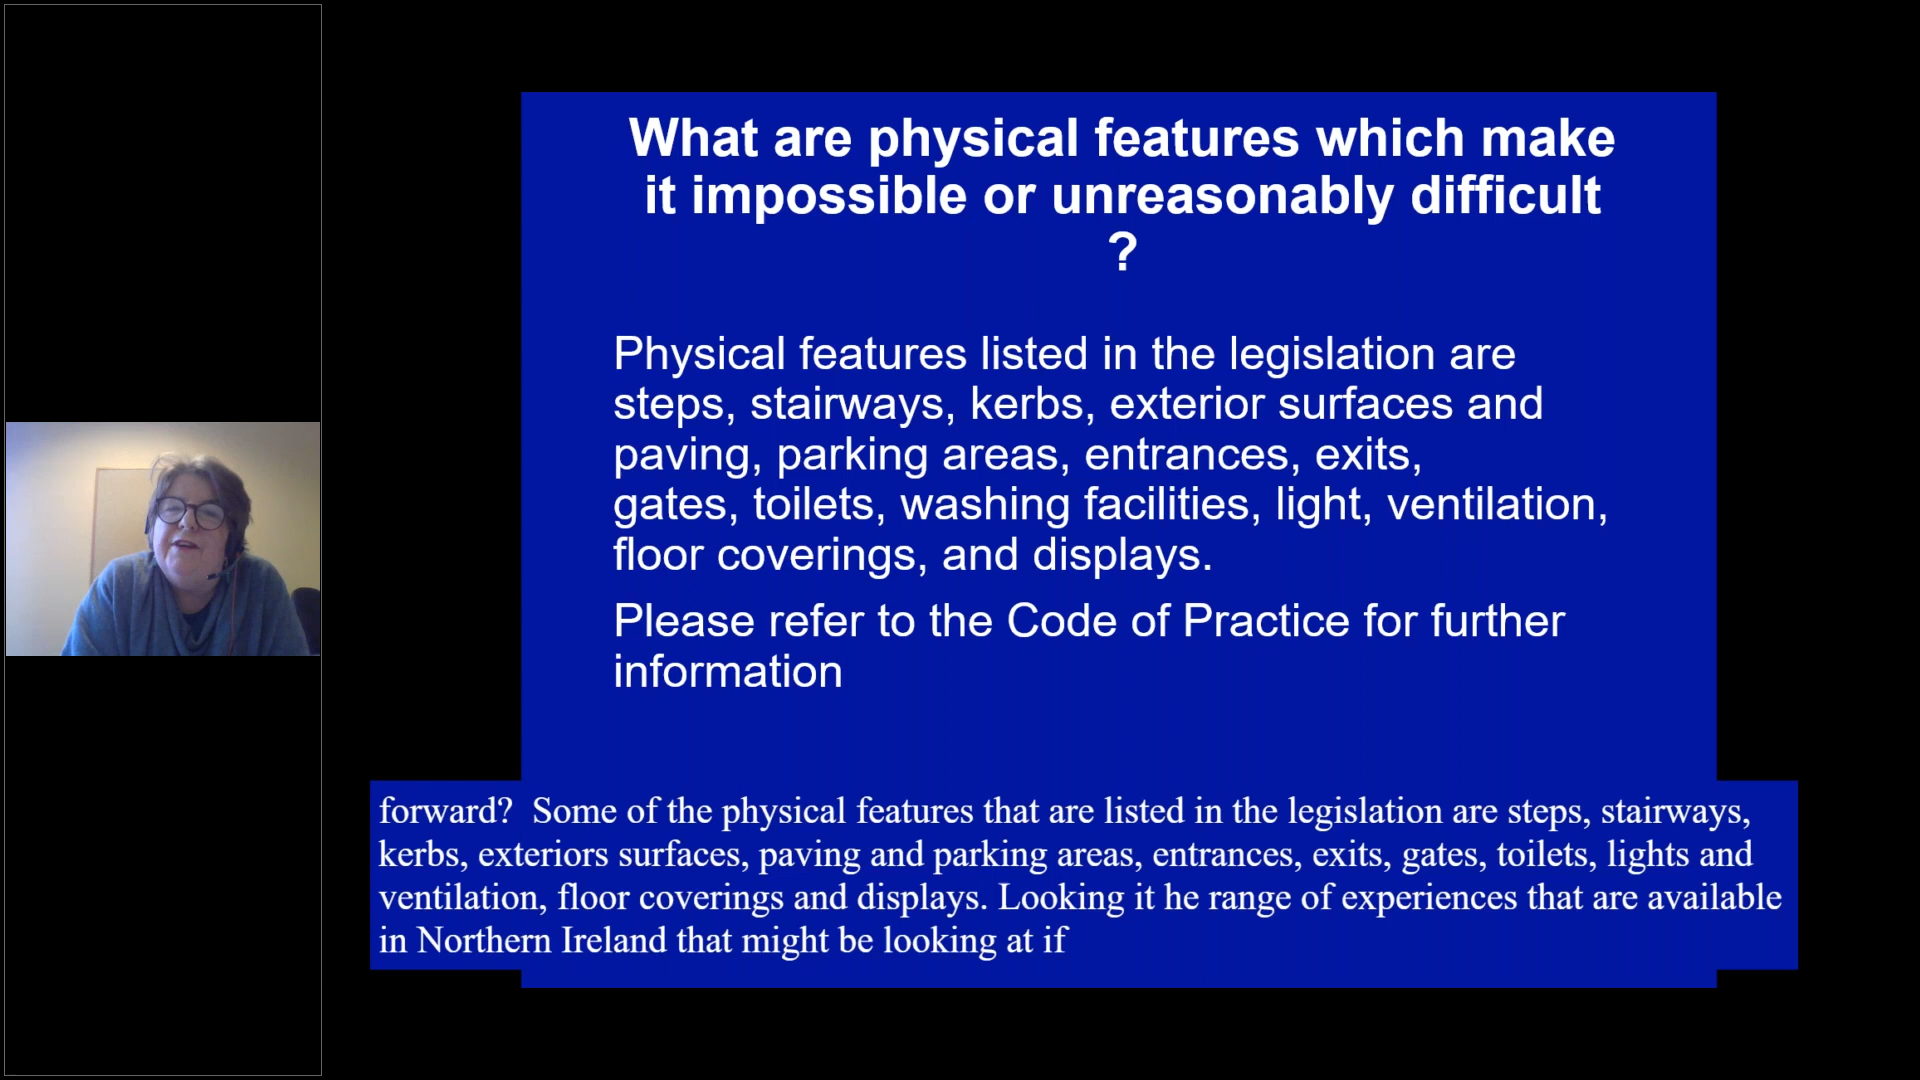 What are physical features which make
it impossible or unreasonably difficult
?
Physical features listed in the legislation are
steps, stairways, kerbs, exterior surfaces and
paving, parking areas, entrances, exits,
gates, toilets, washing facilities, light, ventilation,
floor coverings, and displays.
Please refer to the Code of Practice for further
information
forward?  Some of the physical features that are listed in the legislation are steps, stairways,
kerbs, exteriors surfaces, paving and parking areas, entrances, exits, gates, toilets, lights and
ventilation, floor coverings and displays. Looking it he range of experiences that are available
in Northern Ireland that might be looking at if